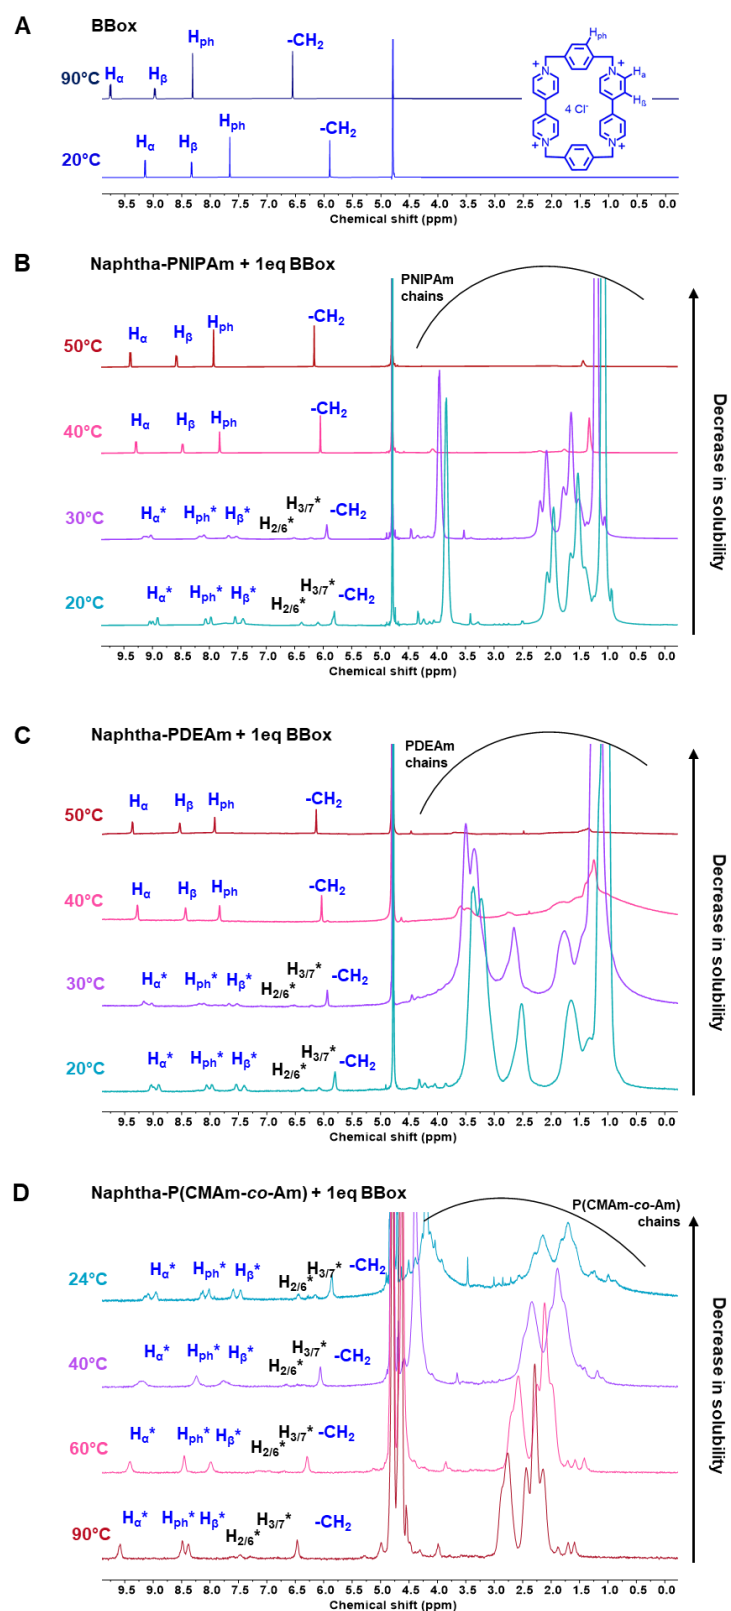 A
BBox
Hph
-CH2
Hα
Hβ
90°C
Hph
Hα
Hβ
-CH2
20°C
Hph
N
N
Ha
Hß
4 Cl-
N
N
+
+
+
+
9.5 9.0 8.5 8.0 7.5 7.0 6.5 6.0 5.5 5.0 4.5 4.0 3.5 3.0 2.5 2.0 1.5 1.0 0.5 0.0
Chemical shift (ppm)
B
Naphtha-PNIPAm + 1eq BBox
PNIPAm
chains
Hα
Hβ
Hph
-CH2
50°C
Hα
Hβ
Hph
-CH2
40°C
Hα*
Hph*
Hβ*
H2/6*
H3/7*
-CH2
30°C
Hα*
Hph*
Hβ*
H2/6*
H3/7*
-CH2
20°C
Decrease in solubility
9.5 9.0 8.5 8.0 7.5 7.0 6.5 6.0 5.5 5.0 4.5 4.0 3.5 3.0 2.5 2.0 1.5 1.0 0.5 0.0
Chemical shift (ppm)
C
Naphtha-PDEAm + 1eq BBox
PDEAm
chains
Hα
Hβ
Hph
-CH2
50°C
Hα
Hβ
Hph
-CH2
40°C
Hα*
Hph*
Hβ*
H2/6*
H3/7*
-CH2
30°C
Hα*
Hph*
Hβ*
H2/6*
H3/7*
-CH2
20°C
Decrease in solubility
9.5 9.0 8.5 8.0 7.5 7.0 6.5 6.0 5.5 5.0 4.5 4.0 3.5 3.0 2.5 2.0 1.5 1.0 0.5 0.0
Chemical shift (ppm)
D
Naphtha-P(CMAm-co-Am) + 1eq BBox
P(CMAm-co-Am)
chains
Hα*
Hph*
Hβ*
H2/6*
H3/7*
-CH2
24°C
Hα*
Hph*
Hβ*
H2/6*
H3/7*
-CH2
40°C
Hα*
Hph*
Hβ*
H2/6*
H3/7*
-CH2
60°C
Hα*
Hph*
Hβ*
H2/6*
H3/7*
-CH2
90°C
Decrease in solubility
9.5 9.0 8.5 8.0 7.5 7.0 6.5 6.0 5.5 5.0 4.5 4.0 3.5 3.0 2.5 2.0 1.5 1.0 0.5 0.0
Chemical shift (ppm)